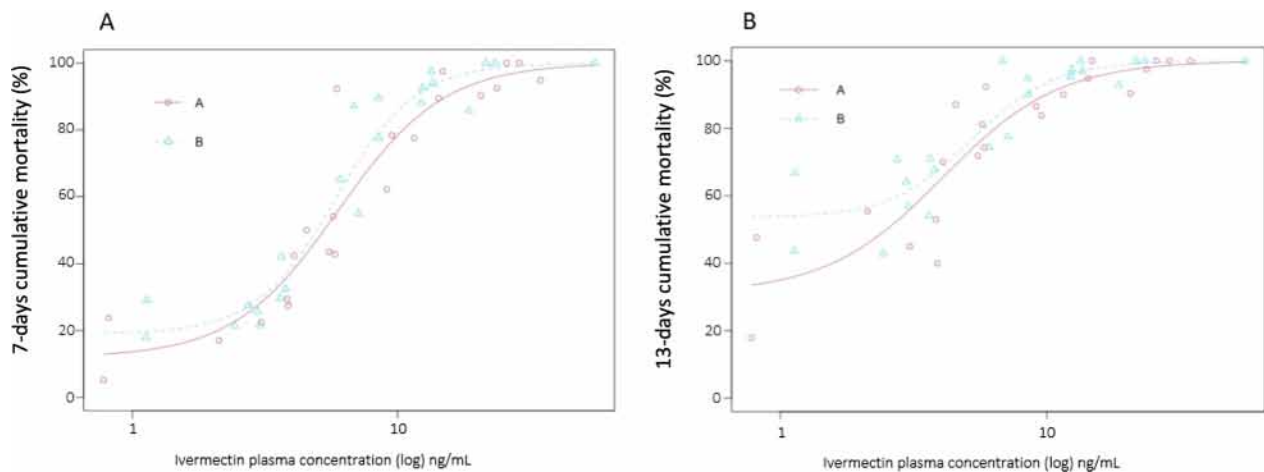 A
7-days cumulative mortality (%)
100
80
60
40
20
0
A
B
1
10
Ivermectin plasma concentration (log) ng/mL
B
13-days cumulative mortality (%)
100
80
60
40
20
0
A
B
1
10
Ivermectin plasma concentration (log) ng/mL